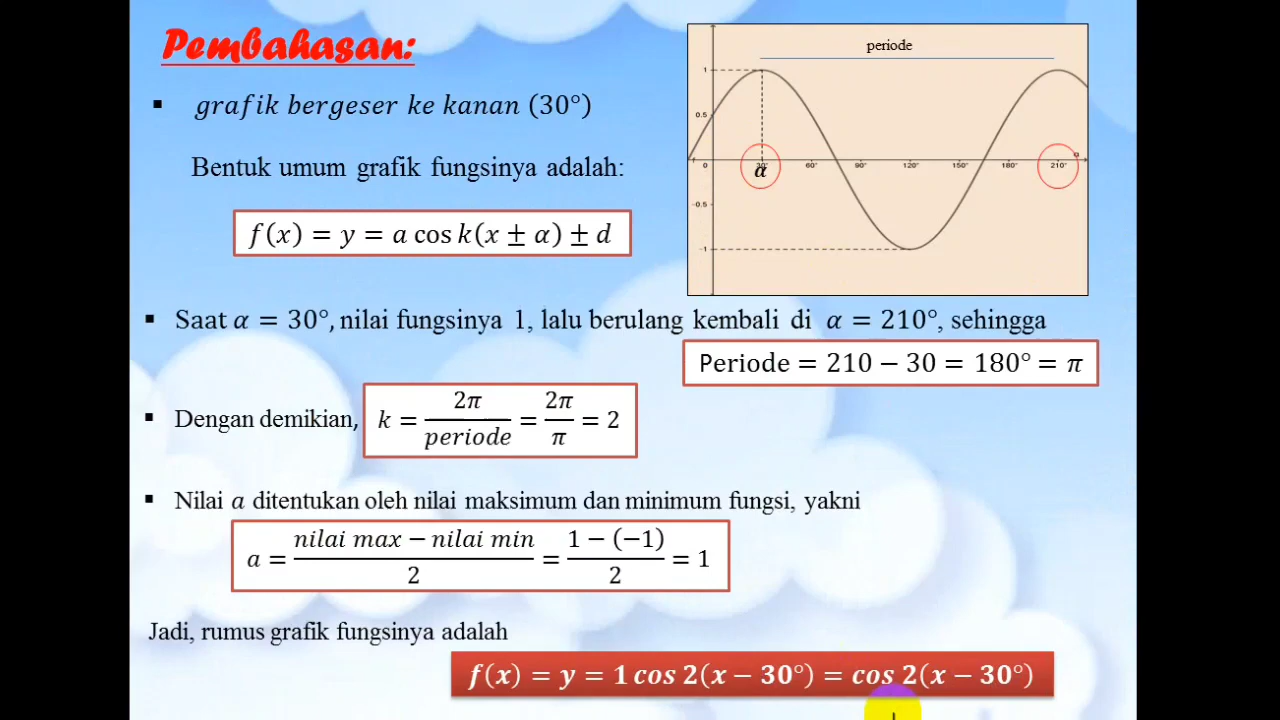 Pembahasan:
▪ grafik bergeser ke kanan (30°)
Bentuk umum grafik fungsinya adalah:
f(x) = y = a cos k(x ± α) ± d
periode
1
0.5
0
-0.5
-1
30° 60° 90° 120° 150° 180° 210°
α
▪ Saat α = 30°, nilai fungsinya 1, lalu berulang kembali di α = 210°, sehingga
Periode = 210 − 30 = 180° = π
▪ Dengan demikian, k = 2π/periode = 2π/π = 2
▪ Nilai a ditentukan oleh nilai maksimum dan minimum fungsi, yakni
a = nilai max − nilai min/2 = 1 − (−1)/2 = 1
Jadi, rumus grafik fungsinya adalah
f(x) = y = 1 cos 2(x − 30°) = cos 2(x − 30°)